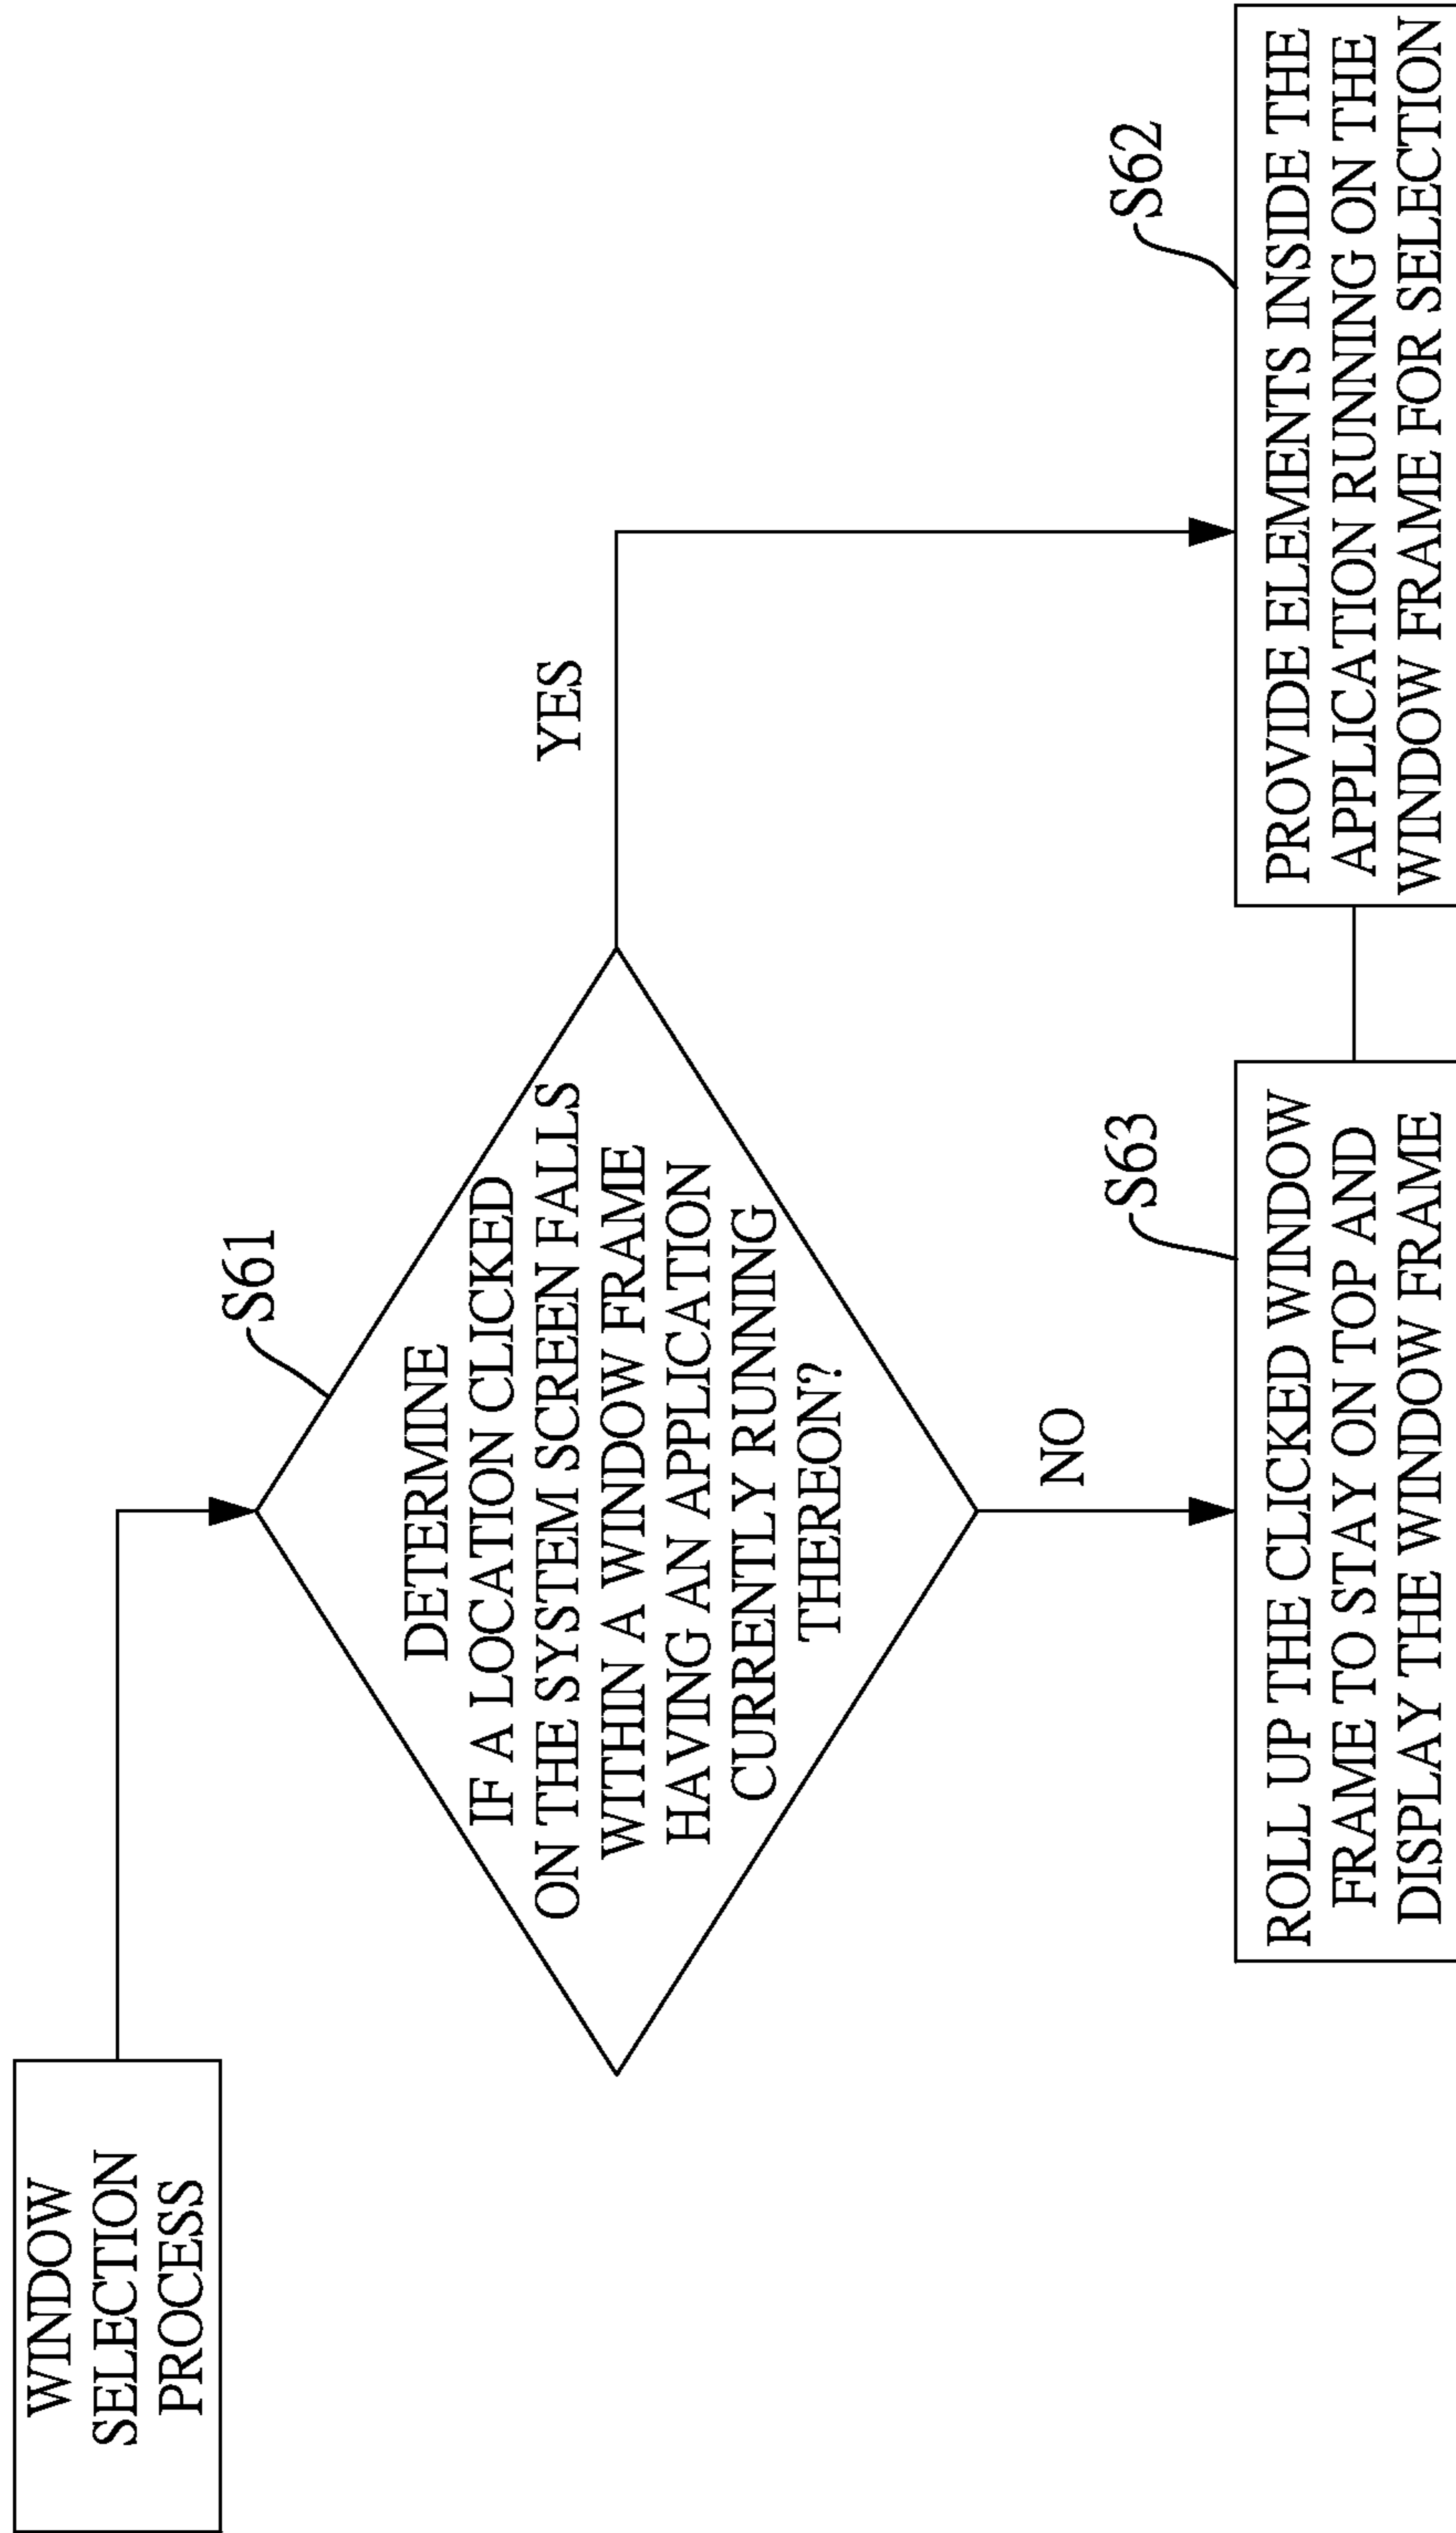 WINDOW
SELECTION
PROCESS
S61
DETERMINE
IF A LOCATION CLICKED
ON THE SYSTEM SCREEN FALLS
WITHIN A WINDOW FRAME
HAVING AN APPLICATION
CURRENTLY RUNNING
THEREON?
YES
NO
S63
ROLL UP THE CLICKED WINDOW
FRAME TO STAY ON TOP AND
DISPLAY THE WINDOW FRAME
S62
PROVIDE ELEMENTS INSIDE THE
APPLICATION RUNNING ON THE
WINDOW FRAME FOR SELECTION